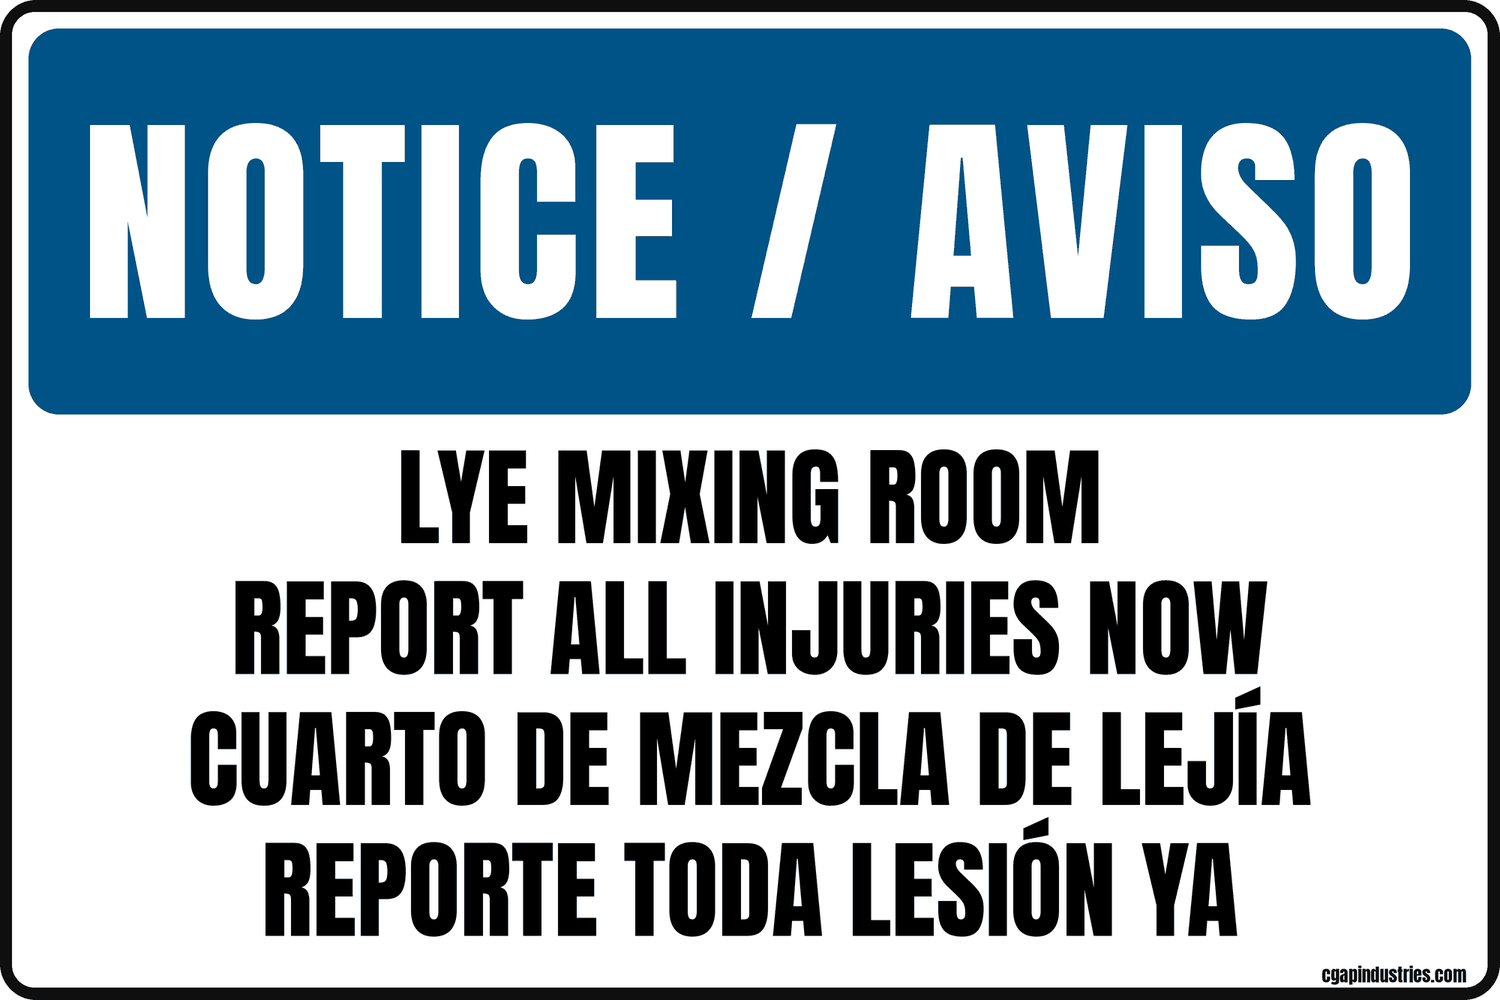 NOTICE / AVISO
LYE MIXING ROOM
REPORT ALL INJURIES NOW
CUARTO DE MEZCLA DE LEJÍA
REPORTE TODA LESIÓN YA
cgapindustries.com